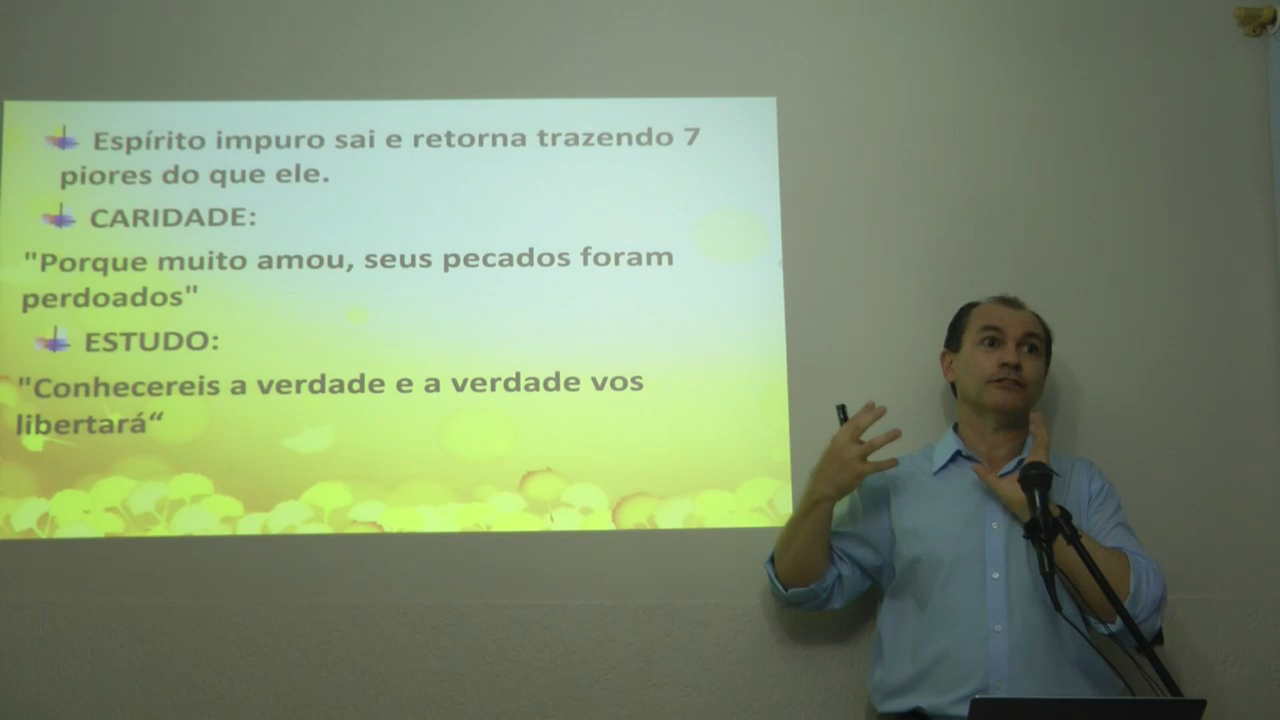 Espírito impuro sai e retorna trazendo 7
piores do que ele.
CARIDADE:
"Porque muito amou, seus pecados foram
perdoados"
ESTUDO:
"Conhecereis a verdade e a verdade vos
libertará“